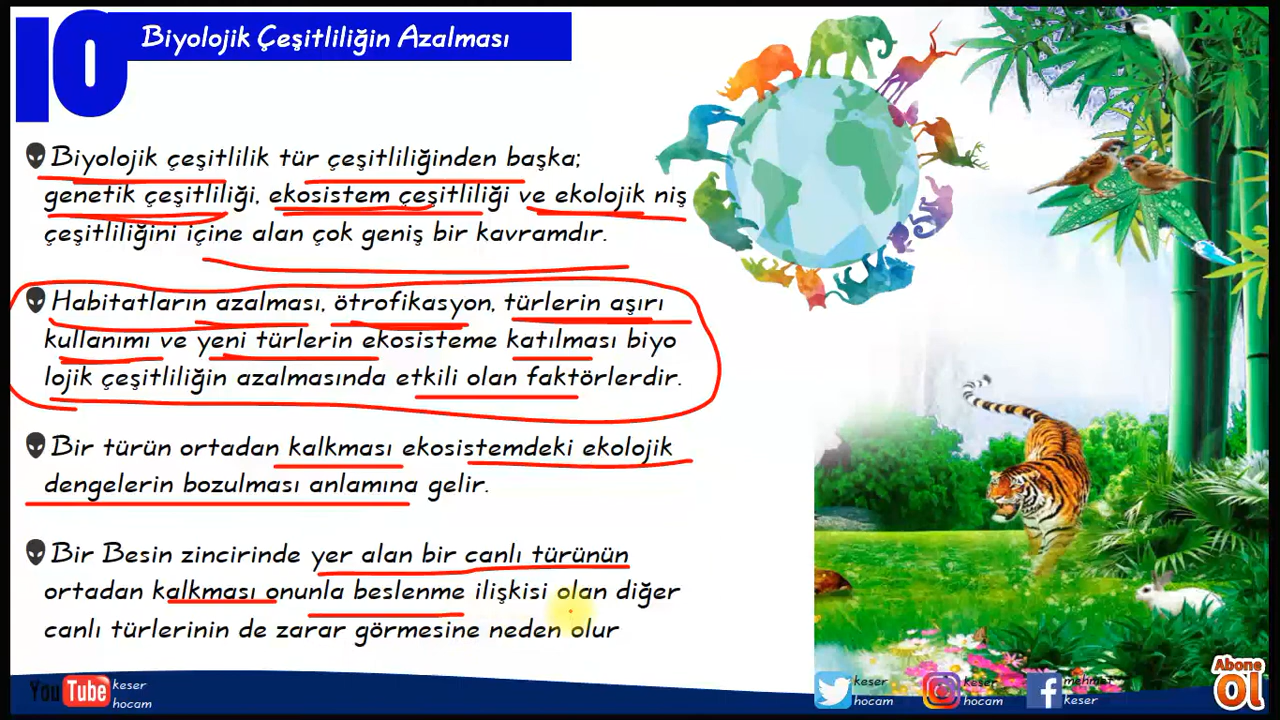 10
Biyolojik Çeşitliliğin Azalması
Biyolojik çeşitlilik tür çeşitliliğinden başka;
genetik çeşitliliği, ekosistem çeşitliliği ve ekolojik niş
çeşitliliğini içine alan çok geniş bir kavramdır.
Habitatların azalması, ötrofikasyon, türlerin aşırı
kullanımı ve yeni türlerin ekosisteme katılması biyo
lojik çeşitliliğin azalmasında etkili olan faktörlerdir.
Bir türün ortadan kalkması ekosistemdeki ekolojik
dengelerin bozulması anlamına gelir.
Bir Besin zincirinde yer alan bir canlı türünün
ortadan kalkması onunla beslenme ilişkisi olan diğer
canlı türlerinin de zarar görmesine neden olur
YouTube keser
hocam
keser
hocam
keser
hocam
mehmet
keser
Abone
ol